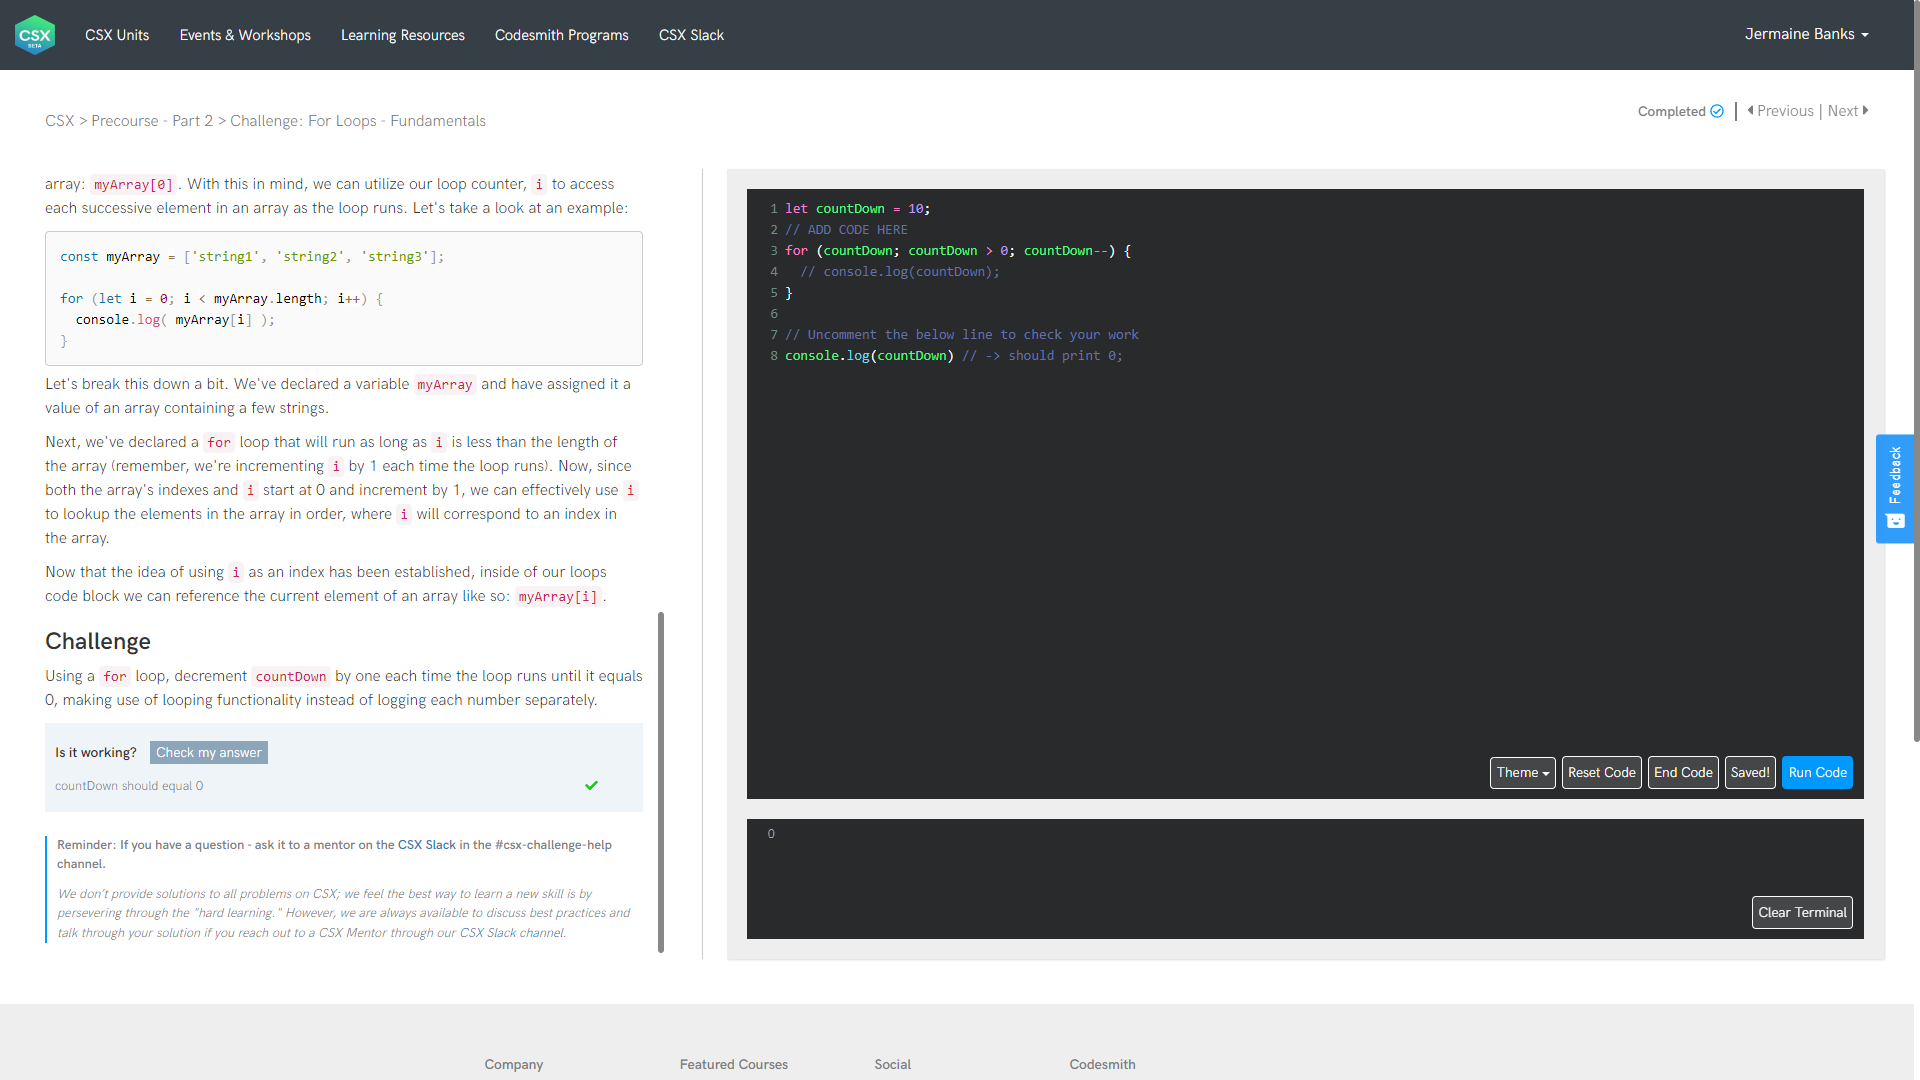 CSX
BETA
CSX Units
Events & Workshops
Learning Resources
Codesmith Programs
CSX Slack
Jermaine Banks
CSX > Precourse - Part 2 > Challenge: For Loops - Fundamentals
Completed | Previous | Next
array: myArray[0] . With this in mind, we can utilize our loop counter, i to access
each successive element in an array as the loop runs. Let's take a look at an example:
const myArray = ['string1', 'string2', 'string3'];
for (let i = 0; i < myArray.length; i++) {
console.log( myArray[i] );
}
Let's break this down a bit. We've declared a variable myArray and have assigned it a
value of an array containing a few strings.
Next, we've declared a for loop that will run as long as i is less than the length of
the array (remember, we're incrementing i by 1 each time the loop runs). Now, since
both the array's indexes and i start at 0 and increment by 1, we can effectively use i
to lookup the elements in the array in order, where i will correspond to an index in
the array.
Now that the idea of using i as an index has been established, inside of our loops
code block we can reference the current element of an array like so: myArray[i] .
Challenge
Using a for loop, decrement countDown by one each time the loop runs until it equals
0, making use of looping functionality instead of logging each number separately.
Is it working? Check my answer
countDown should equal 0
Reminder: If you have a question - ask it to a mentor on the CSX Slack in the #csx-challenge-help
channel.
We don't provide solutions to all problems on CSX; we feel the best way to learn a new skill is by
persevering through the "hard learning." However, we are always available to discuss best practices and
talk through your solution if you reach out to a CSX Mentor through our CSX Slack channel.
1 let countDown = 10;
2 // ADD CODE HERE
3 for (countDown; countDown > 0; countDown--) {
4 // console.log(countDown);
5 }
6
7 // Uncomment the below line to check your work
8 console.log(countDown) // -> should print 0;
Theme
Reset Code
End Code
Saved!
Run Code
0
Clear Terminal
Feedback
Company
Featured Courses
Social
Codesmith